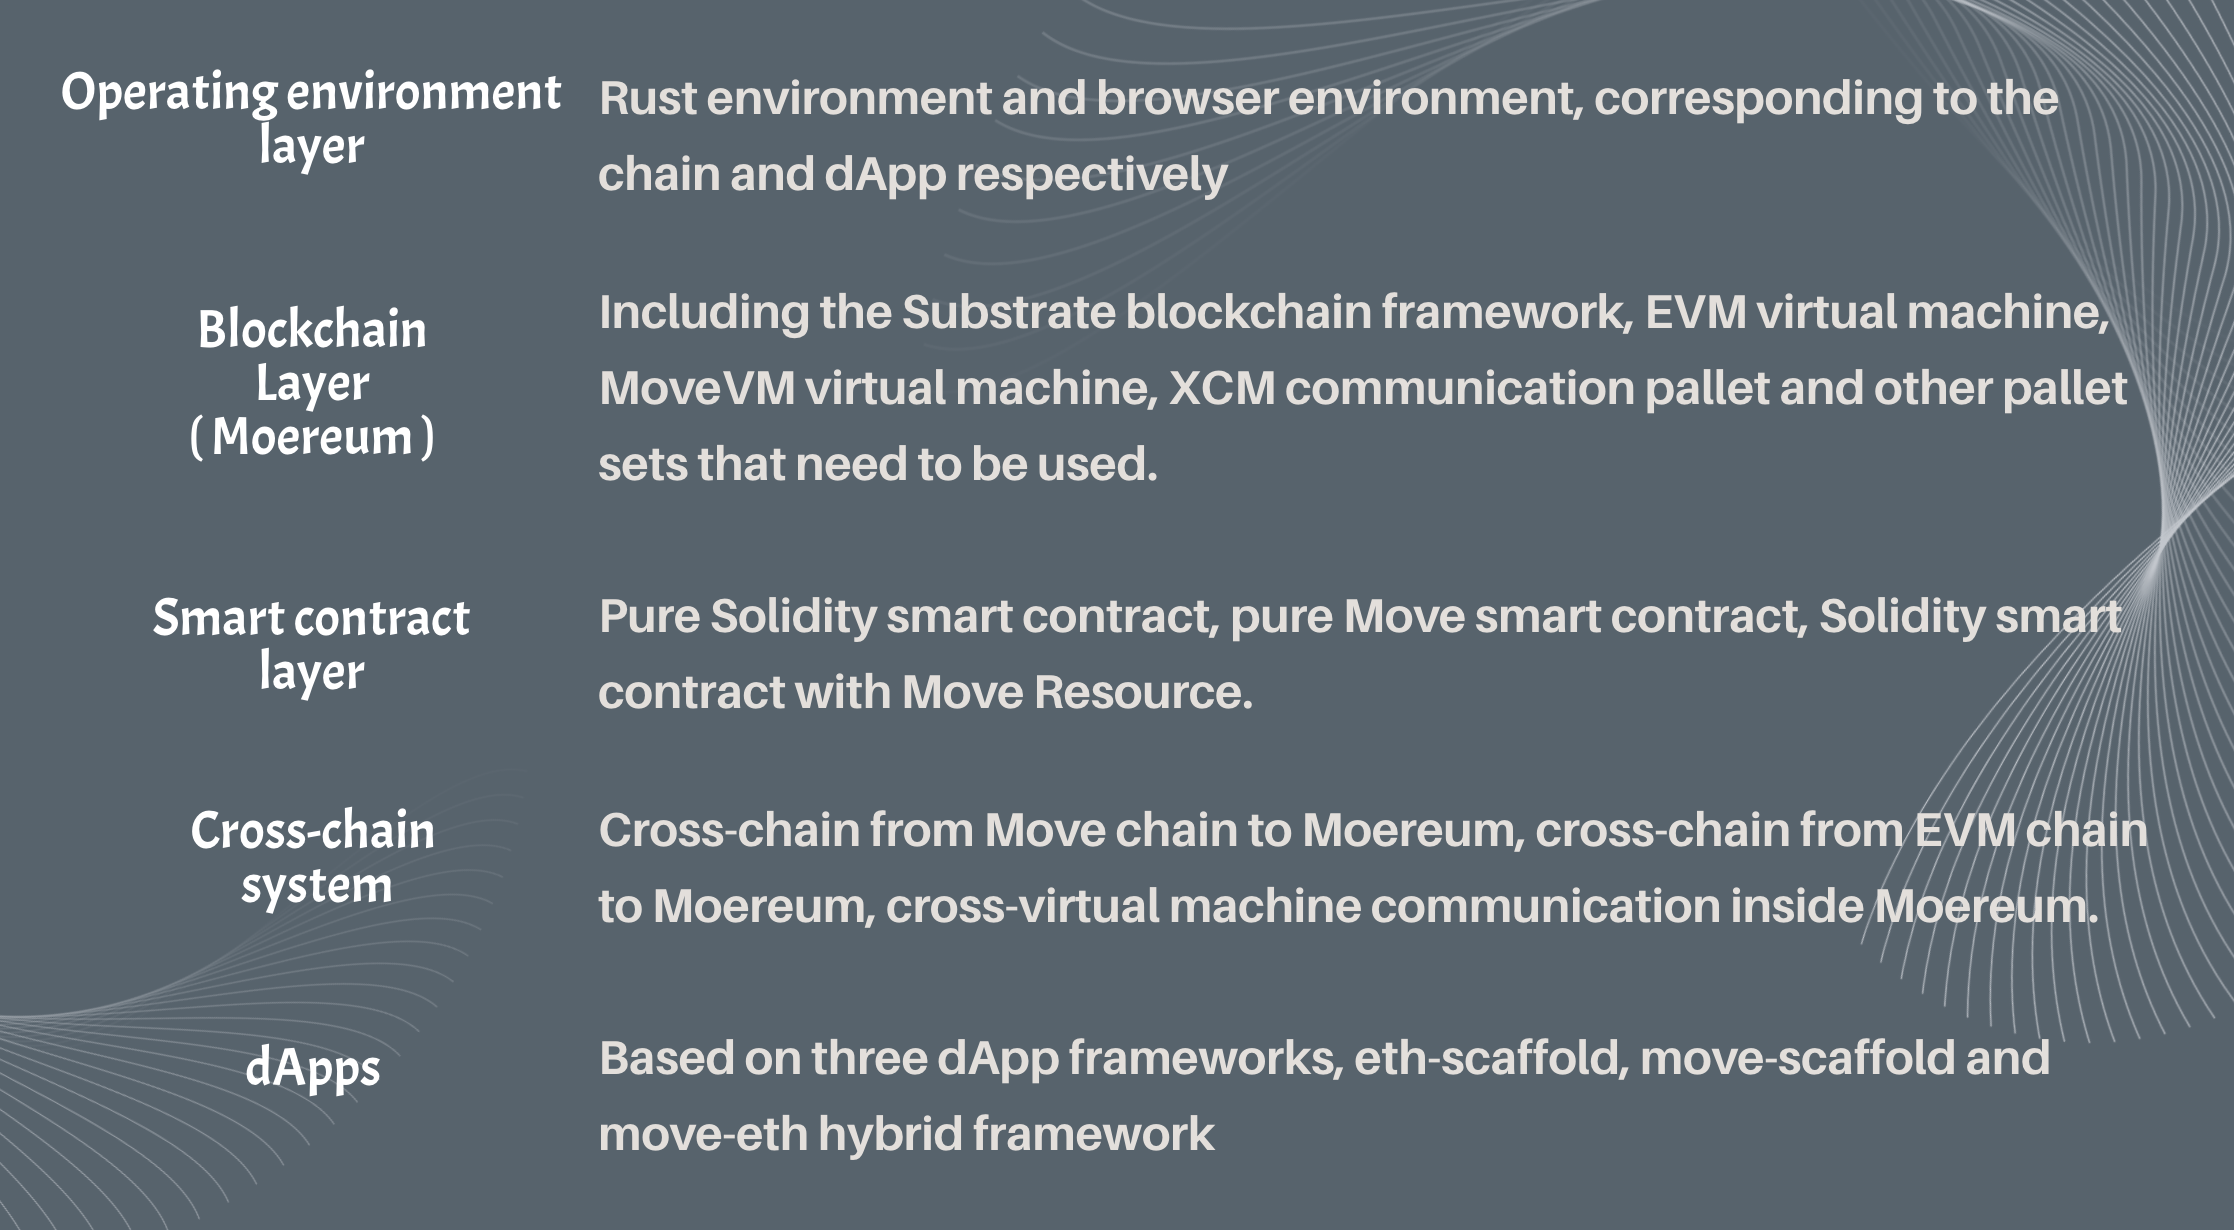 Operating environment
layer
Rust environment and browser environment, corresponding to the
chain and dApp respectively
Blockchain
Layer
( Moereum )
Including the Substrate blockchain framework, EVM virtual machine,
MoveVM virtual machine, XCM communication pallet and other pallet
sets that need to be used.
Smart contract
layer
Pure Solidity smart contract, pure Move smart contract, Solidity smart
contract with Move Resource.
Cross-chain
system
Cross-chain from Move chain to Moereum, cross-chain from EVM chain
to Moereum, cross-virtual machine communication inside Moereum.
dApps
Based on three dApp frameworks, eth-scaffold, move-scaffold and
move-eth hybrid framework